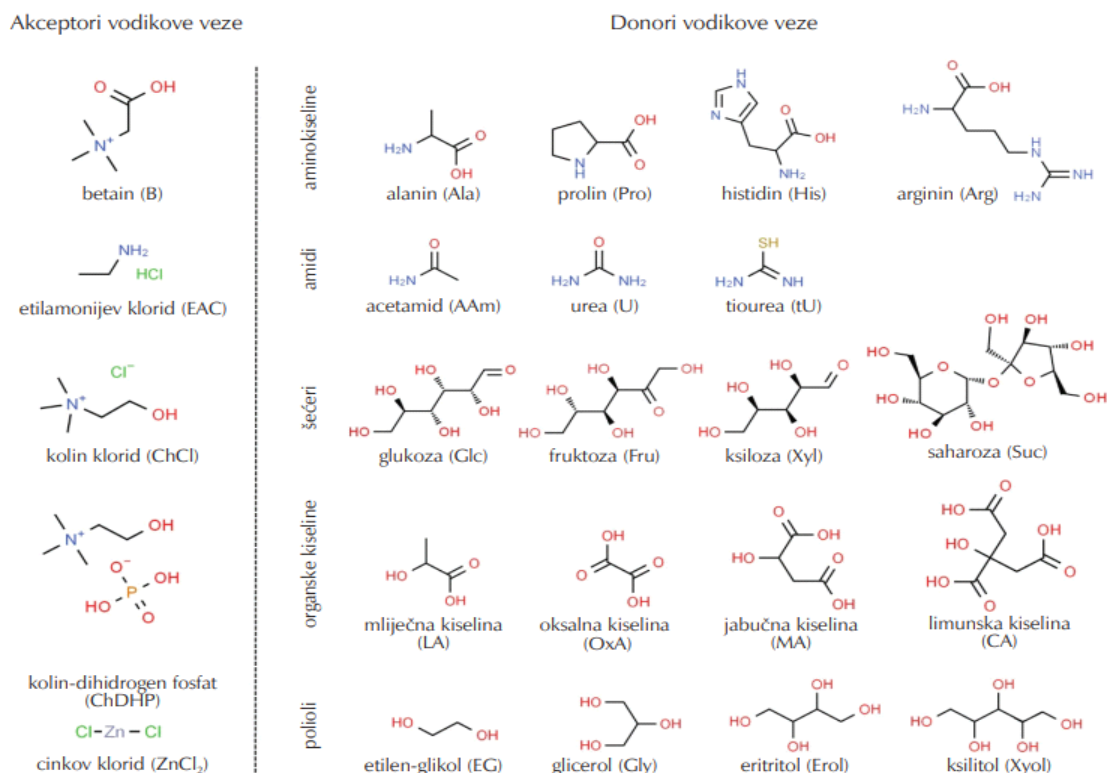 Akceptori vodikove veze
Donori vodikove veze
O
OH
N+
betain (B)
NH2
HCl
etilamonijev klorid (EAC)
Cl−
N+
OH
kolin klorid (ChCl)
N+
OH
O−
OH
P
HO
O
kolin-dihidrogen fosfat
(ChDHP)
Cl–Zn–Cl
cinkov klorid (ZnCl2)
aminokiseline
H2N
O
OH
alanin (Ala)
OH
NH
O
prolin (Pro)
NH
N
O
OH
NH2
histidin (His)
O
OH
H2N
H
N
NH
H2N
arginin (Arg)
amidi
O
H2N
acetamid (AAm)
O
H2N
NH2
urea (U)
SH
H2N
NH
tiourea (tU)
šećeri
HO
OH
O
HO
OH
HO
OH
glukoza (Glc)
HO
OH
OH
O
HO
OH
fruktoza (Fru)
HO
OH
O
HO
OH
ksiloza (Xyl)
OH
HO
OH
HO
O
O
O
OH
HO
HO
OH
OH
saharoza (Suc)
organske kiseline
HO
O
OH
mliječna kiselina
(LA)
OH
O
O
OH
oksalna kiselina
(OxA)
O
OH
HO
O
OH
jabučna kiselina
(MA)
O
HO
OH
HO
O
HO
O
limunska kiselina
(CA)
polioli
HO
OH
etilen-glikol (EG)
HO
OH
HO
glicerol (Gly)
OH
HO
OH
OH
eritritol (Erol)
OH
HO
OH
OH
OH
ksilitol (Xyol)